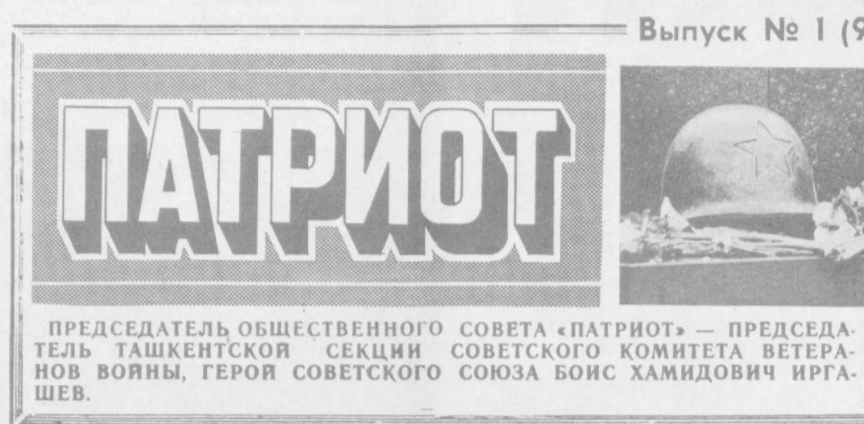 Выпуск № 1 (9
ПАТРИОТ
ПРЕДСЕДАТЕЛЬ ОБЩЕСТВЕННОГО СОВЕТА «ПАТРИОТ» — ПРЕДСЕДА-
ТЕЛЬ ТАШКЕНТСКОЙ СЕКЦИИ СОВЕТСКОГО КОМИТЕТА ВЕТЕРА-
НОВ ВОЙНЫ, ГЕРОЙ СОВЕТСКОГО СОЮЗА БОИС ХАМИДОВИЧ ИРГА-
ШЕВ.